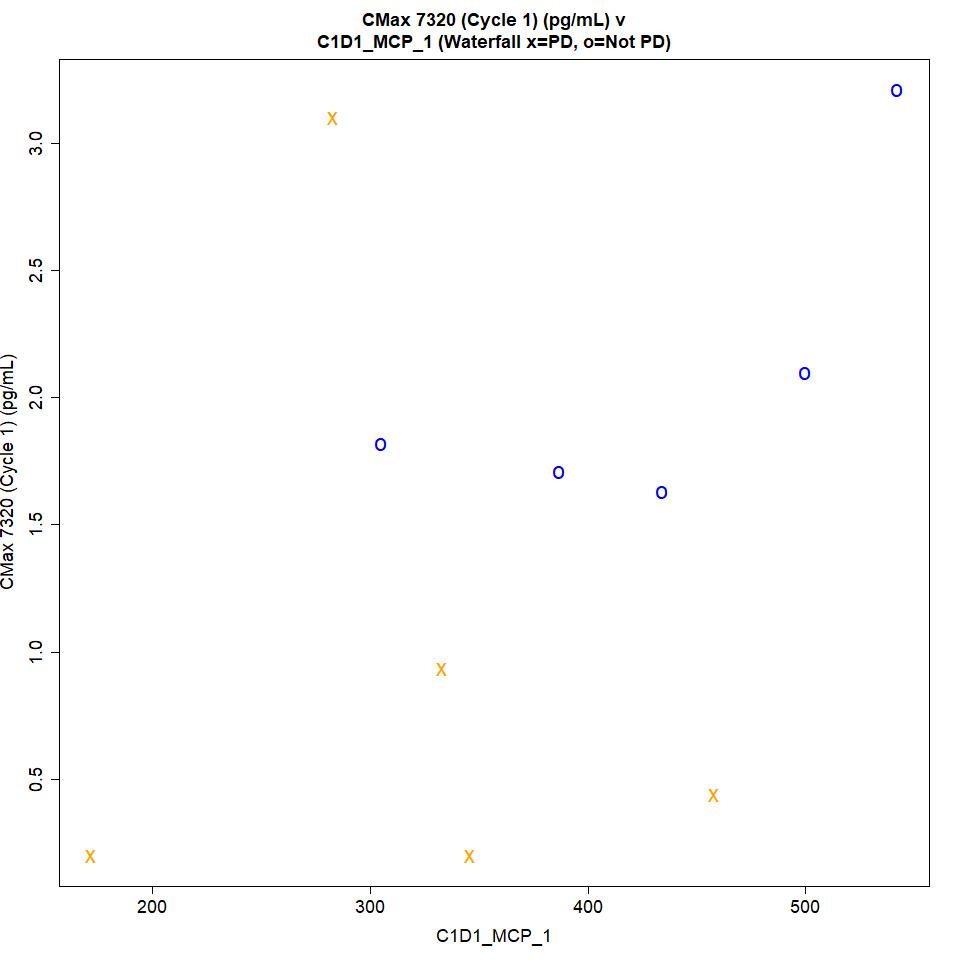 CMax 7320 (Cycle 1) (pg/mL) v
C1D1_MCP_1 (Waterfall x=PD, o=Not PD)
CMax 7320 (Cycle 1) (pg/mL)
3.0
2.5
2.0
1.5
1.0
0.5
x
o
o
o
o
o
x
x
x
x
200 300 400 500
C1D1_MCP_1